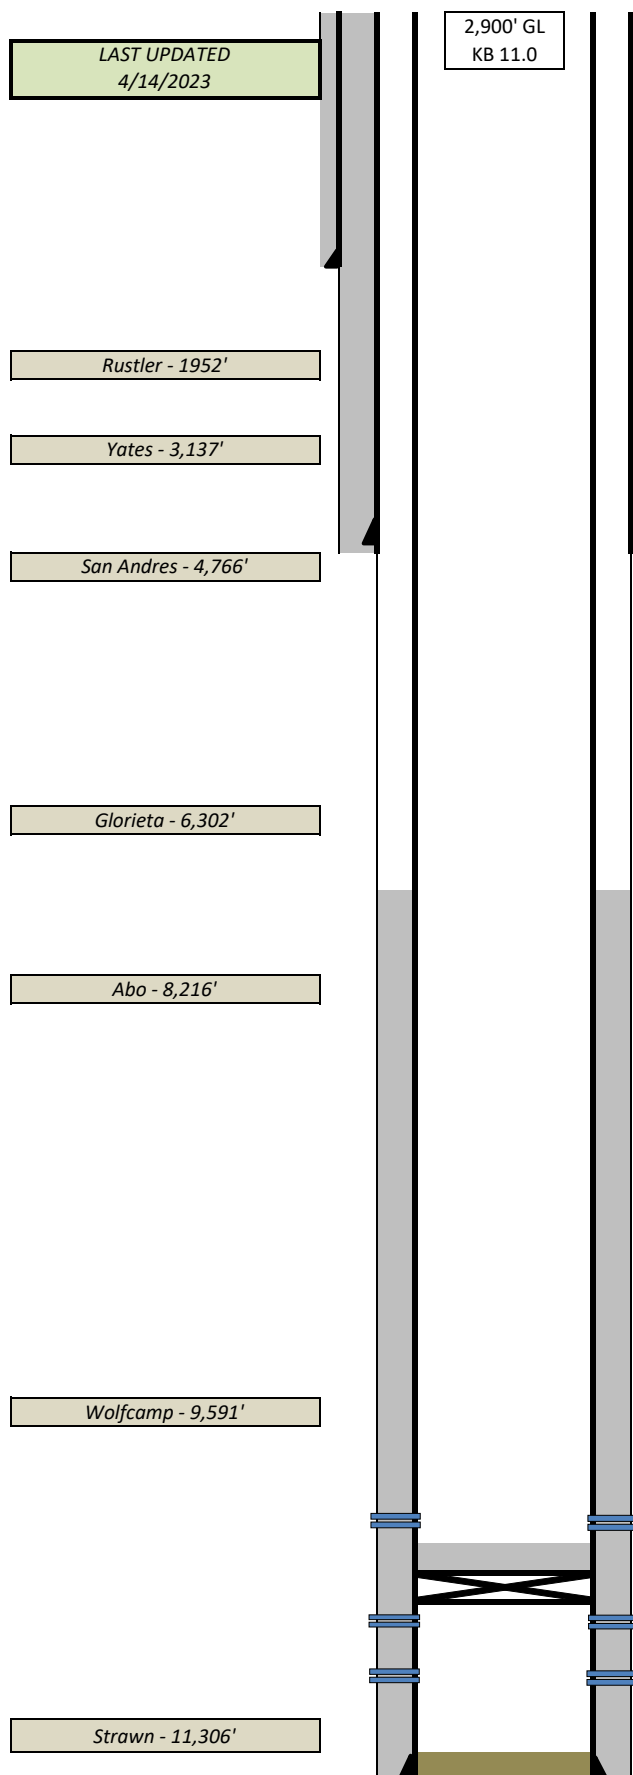 2,900' GL
KB 11.0
LAST UPDATED
4/14/2023
Rustler - 1952'
Yates - 3,137'
San Andres - 4,766'
Glorieta - 6,302'
Abo - 8,216'
Wolfcamp - 9,591'
Strawn - 11,306'